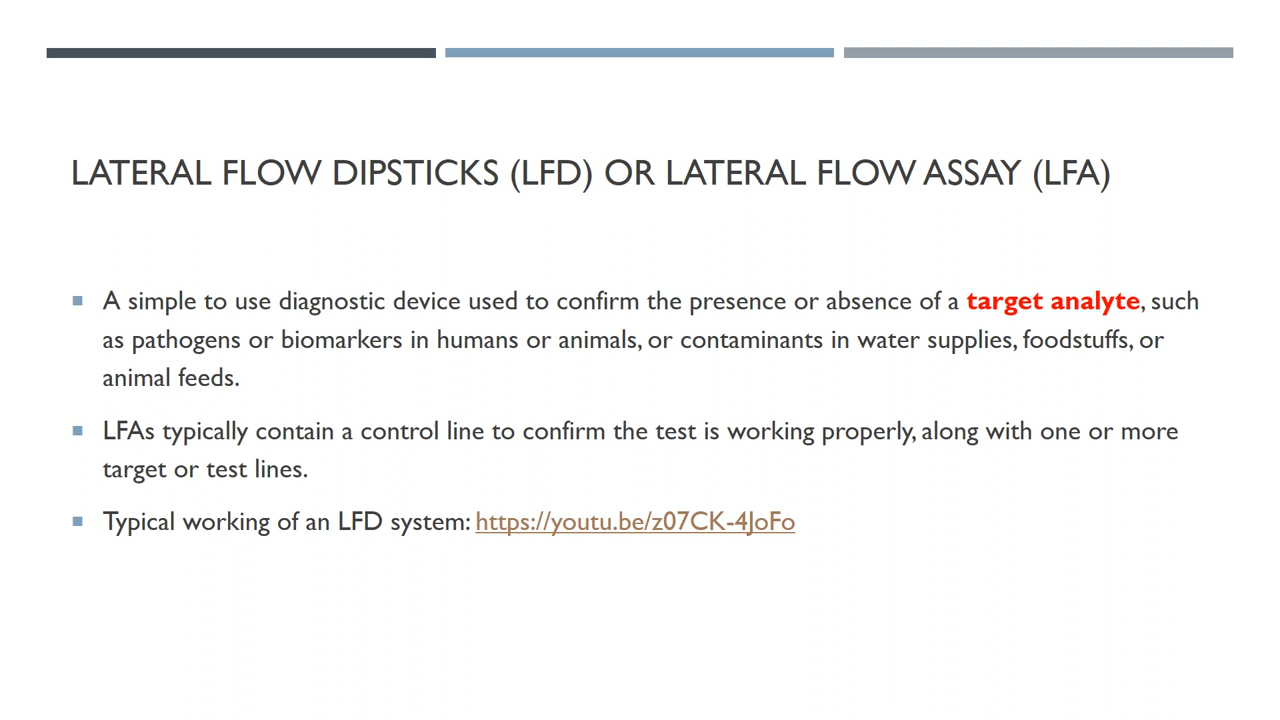 LATERAL FLOW DIPSTICKS (LFD) OR LATERAL FLOW ASSAY (LFA)
A simple to use diagnostic device used to confirm the presence or absence of a target analyte, such
as pathogens or biomarkers in humans or animals, or contaminants in water supplies, foodstuffs, or
animal feeds.
LFAs typically contain a control line to confirm the test is working properly, along with one or more
target or test lines.
Typical working of an LFD system: https://youtu.be/z07CK-4JoFo